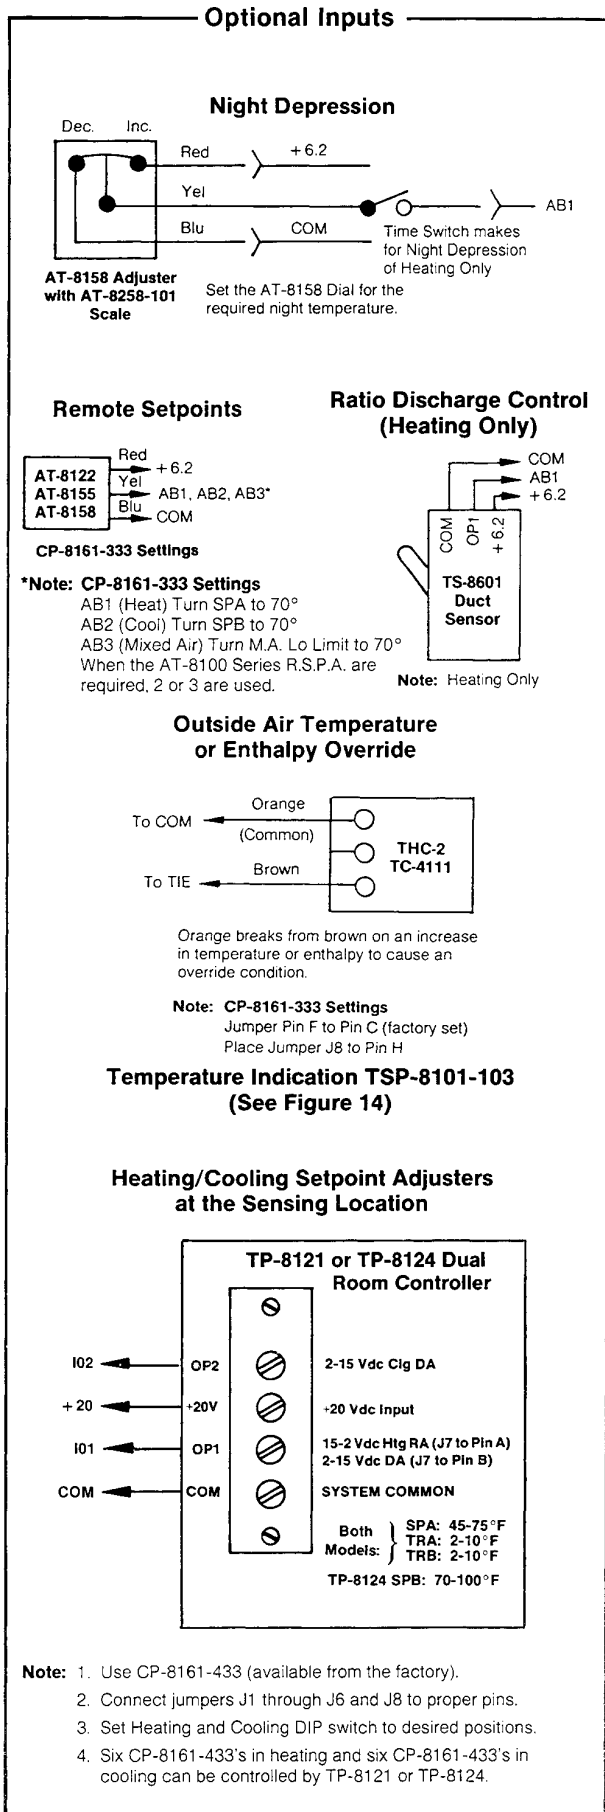 Optional Inputs
Night Depression
Dec. Inc.
Red +6.2
Yel
AB1
Blu COM
Time Switch makes
for Night Depression
of Heating Only
AT-8158 Adjuster
with AT-8258-101
Scale
Set the AT-8158 Dial for the
required night temperature.
Remote Setpoints
AT-8122
AT-8155
AT-8158
Red
+6.2
Yel
AB1, AB2, AB3*
Blu
COM
CP-8161-333 Settings
*Note: CP-8161-333 Settings
AB1 (Heat) Turn SPA to 70°
AB2 (Cool) Turn SPB to 70°
AB3 (Mixed Air) Turn M.A. Lo Limit to 70°
When the AT-8100 Series R.S.P.A. are
required, 2 or 3 are used.
Ratio Discharge Control
(Heating Only)
COM
AB1
+6.2
COM
OP1
+6.2
TS-8601
Duct
Sensor
Note: Heating Only
Outside Air Temperature
or Enthalpy Override
To COM
Orange
(Common)
To TIE
Brown
THC-2
TC-4111
Orange breaks from brown on an increase
in temperature or enthalpy to cause an
override condition.
Note: CP-8161-333 Settings
Jumper Pin F to Pin C (factory set)
Place Jumper J8 to Pin H
Temperature Indication TSP-8101-103
(See Figure 14)
Heating/Cooling Setpoint Adjusters
at the Sensing Location
TP-8121 or TP-8124 Dual
Room Controller
I02 OP2 2-15 Vdc Clg DA
+20 +20V +20 Vdc Input
I01 OP1 15-2 Vdc Htg RA (J7 to Pin A)
2-15 Vdc DA (J7 to Pin B)
COM COM SYSTEM COMMON
Both
Models:
SPA: 45-75°F
TRA: 2-10°F
TRB: 2-10°F
TP-8124 SPB: 70-100°F
Note: 1. Use CP-8161-433 (available from the factory).
2. Connect jumpers J1 through J6 and J8 to proper pins.
3. Set Heating and Cooling DIP switch to desired positions.
4. Six CP-8161-433's in heating and six CP-8161-433's in
cooling can be controlled by TP-8121 or TP-8124.